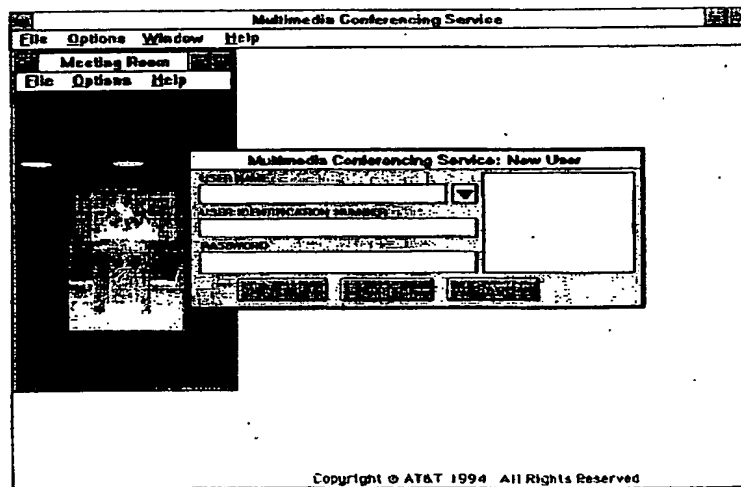 Multimedia Conferencing Service
File Options Window Help
Meeting Room
File Options Help
Multimedia Conferencing Service: New User
USER NAME
USER IDENTIFICATION NUMBER
PASSWORD
Copyright © AT&T 1994 All Rights Reserved